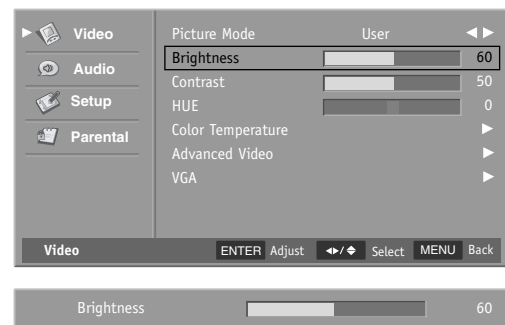 Video
Audio
Setup
Parental
Picture Mode User
Brightness 60
Contrast 50
HUE 0
Color Temperature
Advanced Video
VGA
Video ENTER Adjust / Select MENU Back
Brightness 60